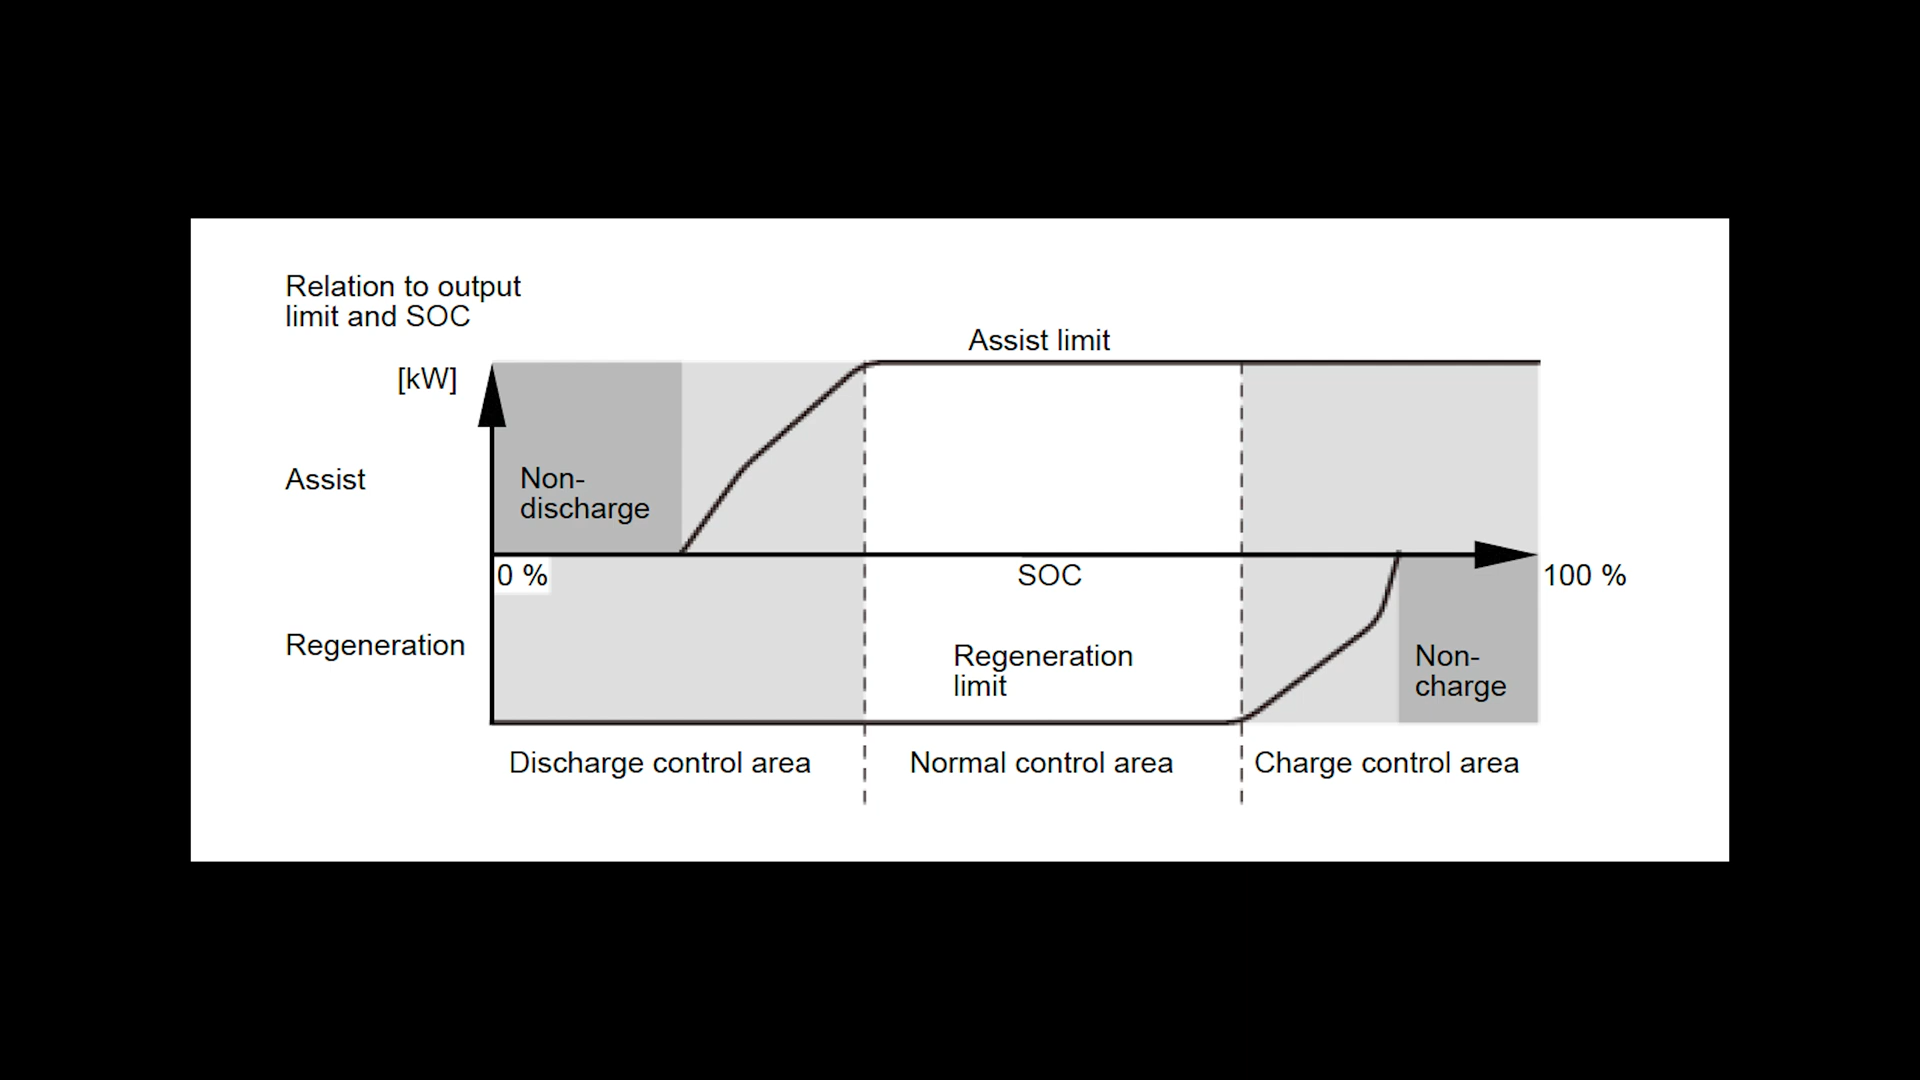 Relation to output
limit and SOC
Assist limit
[kW]
Assist
Non-
discharge
0 %
SOC
100 %
Regeneration
Regeneration
limit
Non-
charge
Discharge control area
Normal control area
Charge control area